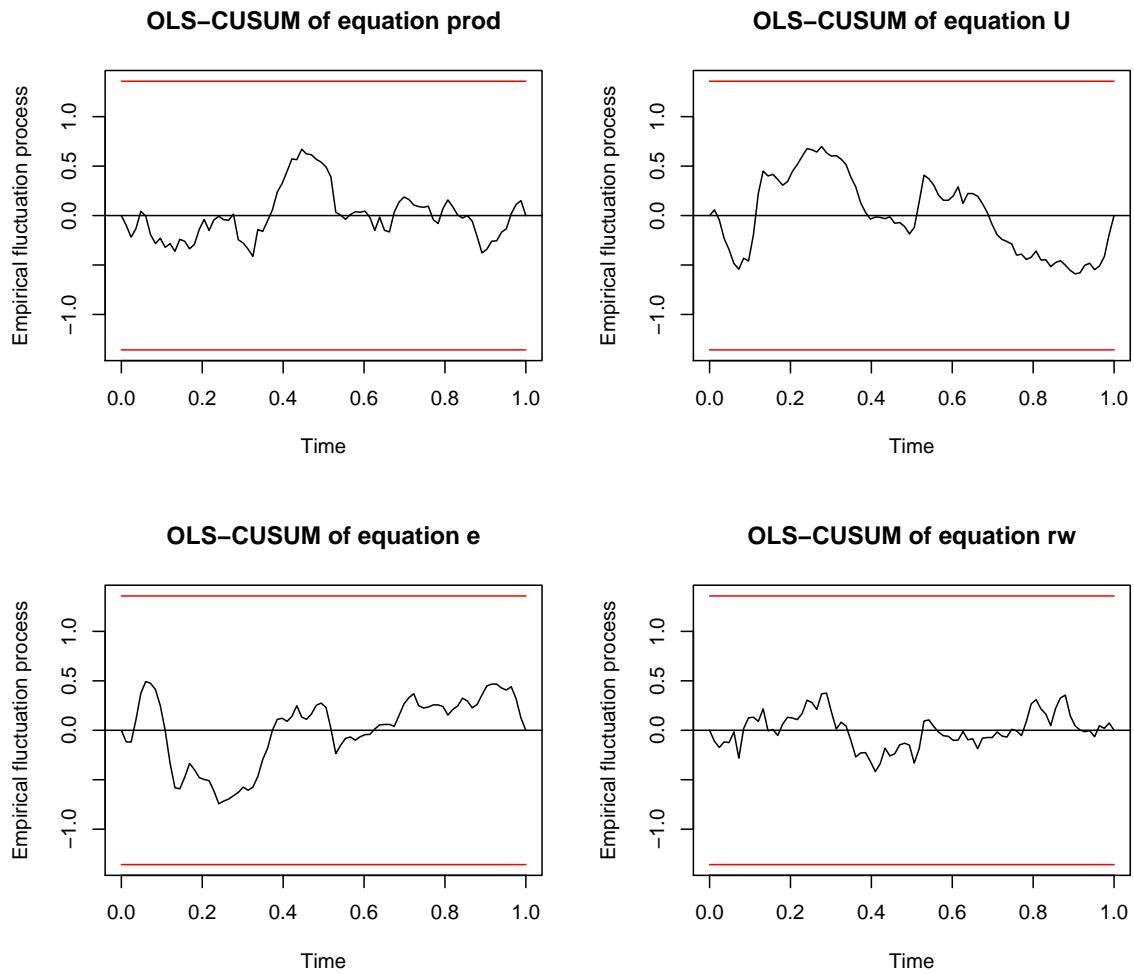 OLS−CUSUM of equation prod
Empirical fluctuation process
1.0
0.5
0.0
−1.0
0.0 0.2 0.4 0.6 0.8 1.0
Time
OLS−CUSUM of equation U
Empirical fluctuation process
1.0
0.5
0.0
−1.0
0.0 0.2 0.4 0.6 0.8 1.0
Time
OLS−CUSUM of equation e
Empirical fluctuation process
1.0
0.5
0.0
−1.0
0.0 0.2 0.4 0.6 0.8 1.0
Time
OLS−CUSUM of equation rw
Empirical fluctuation process
1.0
0.5
0.0
−1.0
0.0 0.2 0.4 0.6 0.8 1.0
Time